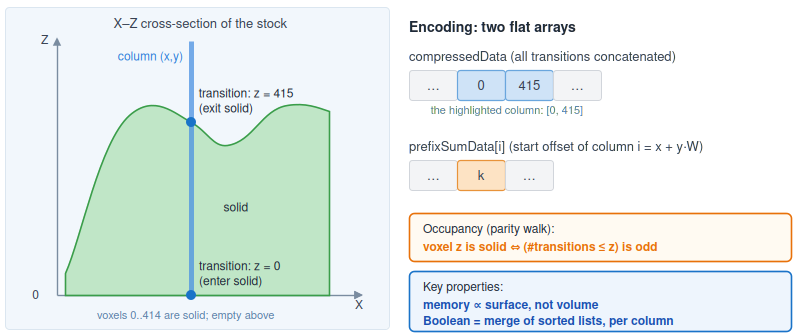 X–Z cross-section of the stock
Z
column (x,y)
transition: z = 415
(exit solid)
solid
transition: z = 0
(enter solid)
0
X
voxels 0..414 are solid; empty above
Encoding: two flat arrays
compressedData (all transitions concatenated)
... 0 415 ...
the highlighted column: [0, 415]
prefixSumData[i] (start offset of column i = x + y·W)
... k ...
Occupancy (parity walk):
voxel z is solid ⇔ (#transitions ≤ z) is odd
Key properties:
memory ∝ surface, not volume
Boolean = merge of sorted lists, per column